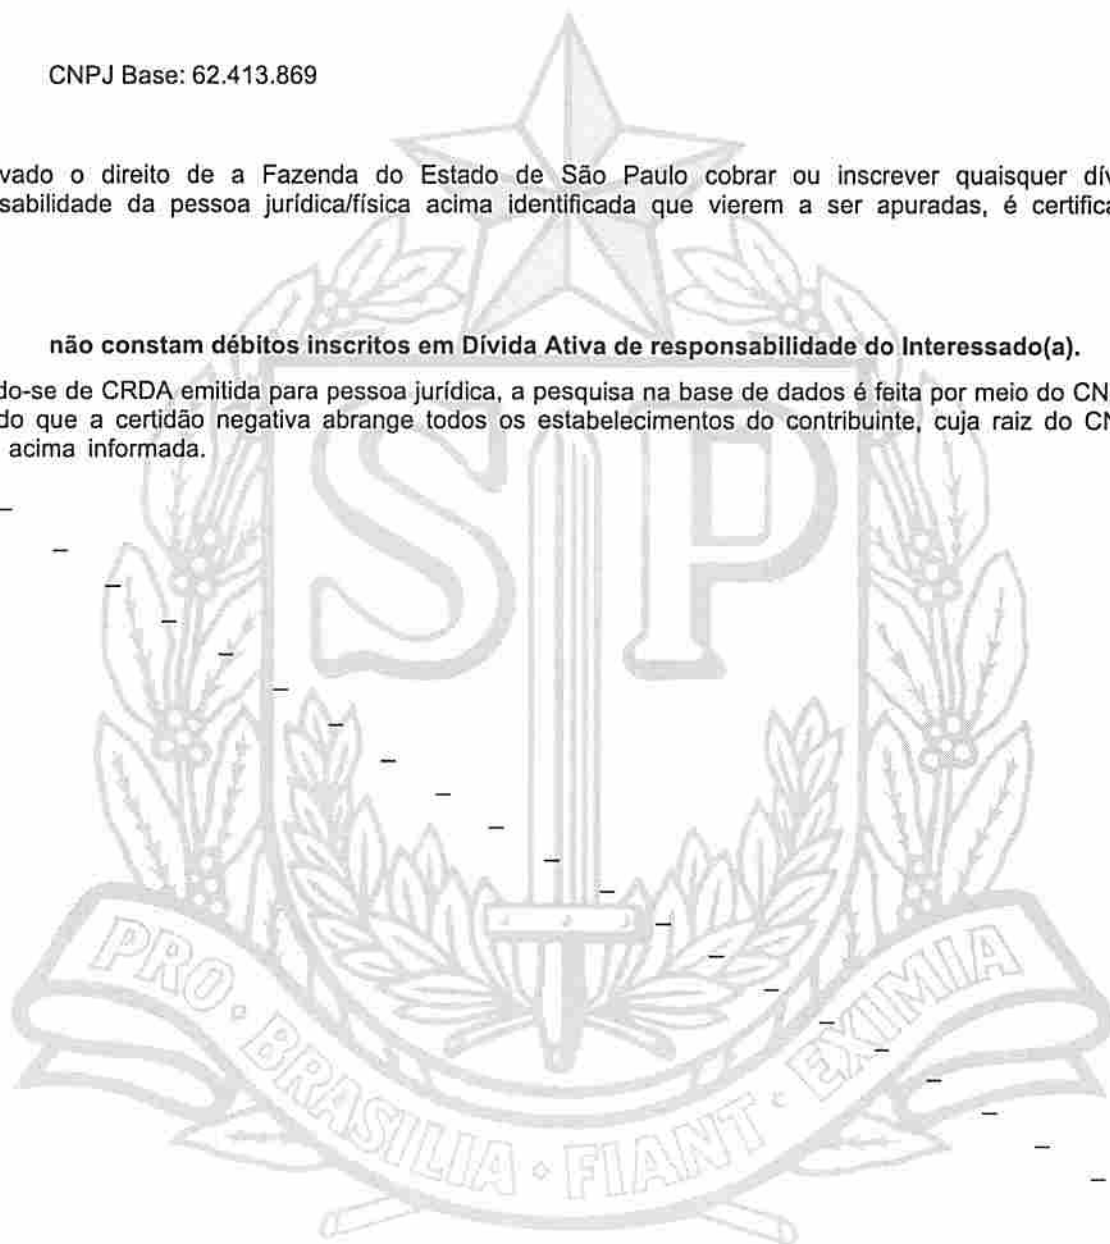 CNPJ Base: 62.413.869
vado o direito de a Fazenda do Estado de São Paulo cobrar ou inscrever quaisquer dív
sabilidade da pessoa jurídica/física acima identificada que vierem a ser apuradas, é certifica
não constam débitos inscritos em Dívida Ativa de responsabilidade do Interessado(a).
do-se de CRDA emitida para pessoa jurídica, a pesquisa na base de dados é feita por meio do CN
do que a certidão negativa abrange todos os estabelecimentos do contribuinte, cuja raiz do CN
acima informada.
SP
PRO · BRASILIA · FIANT · EXIMIA